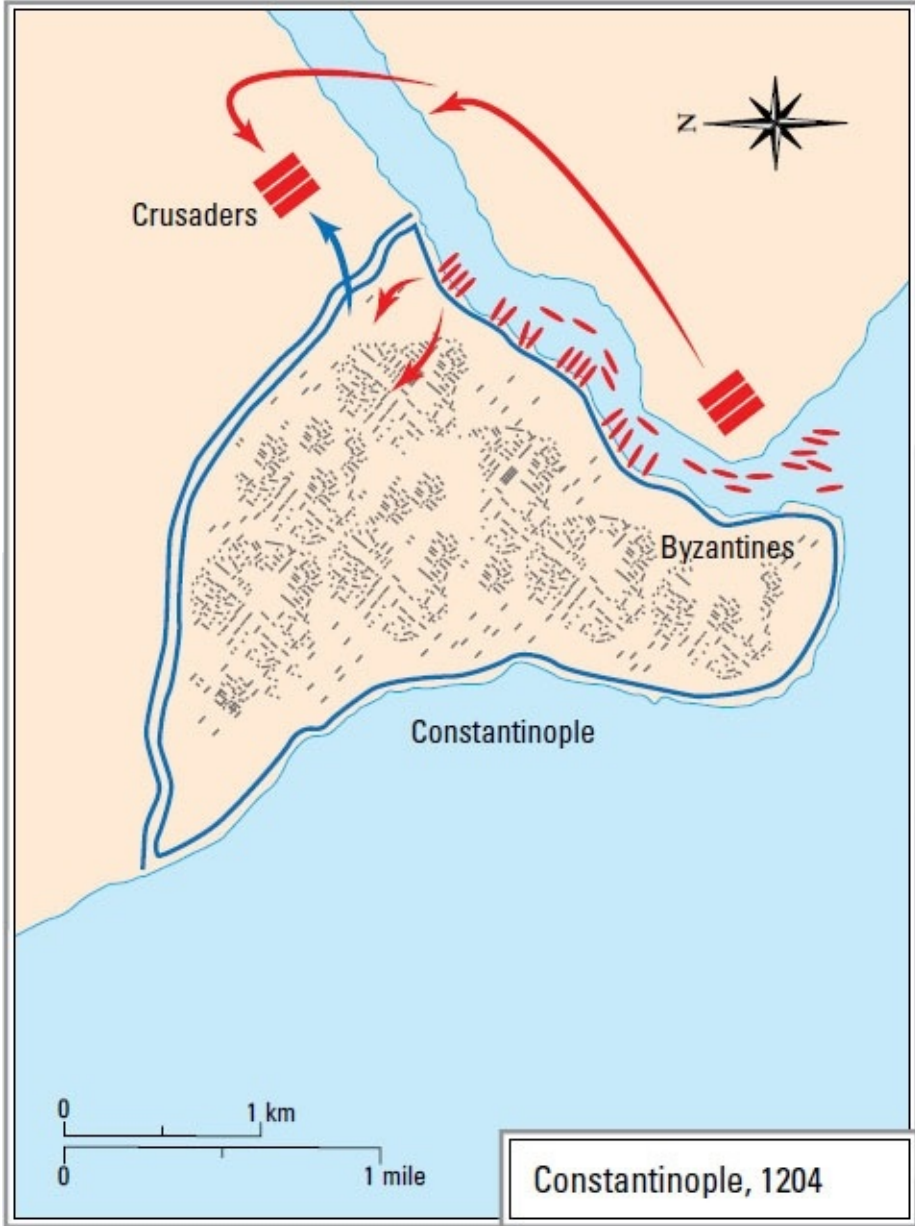 N
Crusaders
Byzantines
Constantinople
0 1 km
0 1 mile
Constantinople, 1204